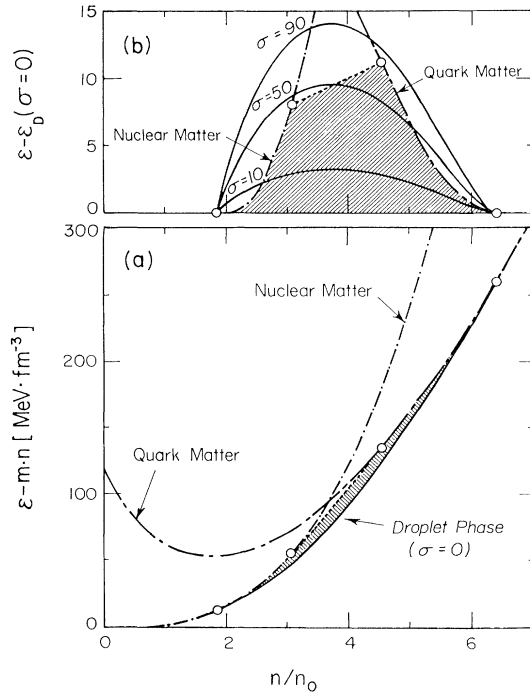 (b)
15
10
5
0
ε-ε_D(σ=0)
σ=90
σ=50
σ=10
Nuclear Matter
Quark Matter
(a)
300
200
100
0
ε-m·n [MeV·fm⁻³]
Nuclear Matter
Quark Matter
Droplet Phase
(σ=0)
0 2 4 6
n/n₀